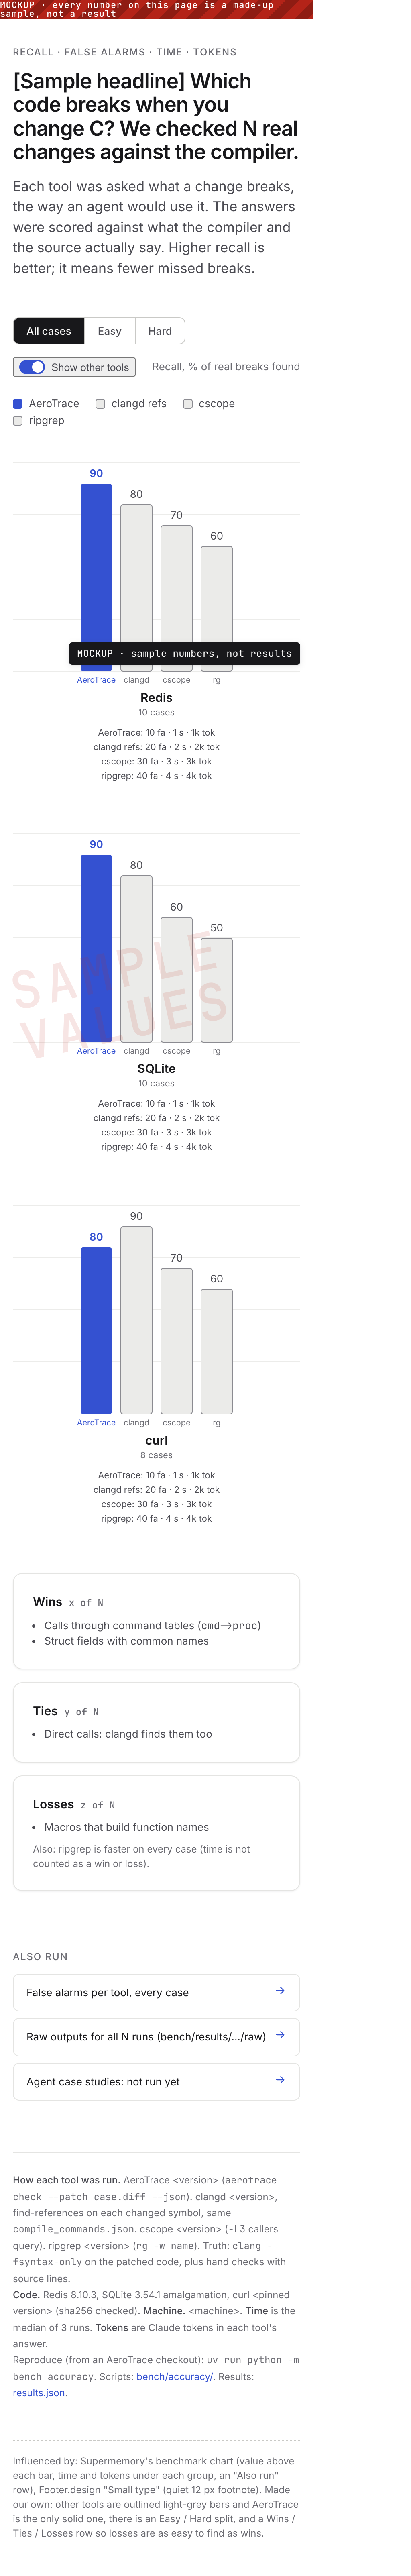 MOCKUP · every number on this page is a made-up
sample, not a result
RECALL · FALSE ALARMS · TIME · TOKENS
[Sample headline] Which
code breaks when you
change C? We checked N real
changes against the compiler.
Each tool was asked what a change breaks,
the way an agent would use it. The answers
were scored against what the compiler and
the source actually say. Higher recall is
better; it means fewer missed breaks.
All cases Easy Hard
Show other tools Recall, % of real breaks found
AeroTrace clangd refs cscope
ripgrep
90
80
70
60
MOCKUP · sample numbers, not results
AeroTrace clangd cscope rg
Redis
10 cases
AeroTrace: 10 fa · 1 s · 1k tok
clangd refs: 20 fa · 2 s · 2k tok
cscope: 30 fa · 3 s · 3k tok
ripgrep: 40 fa · 4 s · 4k tok
90
80
60
50
SAMPLE
VALUES
AeroTrace clangd cscope rg
SQLite
10 cases
AeroTrace: 10 fa · 1 s · 1k tok
clangd refs: 20 fa · 2 s · 2k tok
cscope: 30 fa · 3 s · 3k tok
ripgrep: 40 fa · 4 s · 4k tok
80
90
70
60
AeroTrace clangd cscope rg
curl
8 cases
AeroTrace: 10 fa · 1 s · 1k tok
clangd refs: 20 fa · 2 s · 2k tok
cscope: 30 fa · 3 s · 3k tok
ripgrep: 40 fa · 4 s · 4k tok
Wins x of N
• Calls through command tables (cmd->proc)
• Struct fields with common names
Ties y of N
• Direct calls: clangd finds them too
Losses z of N
• Macros that build function names
Also: ripgrep is faster on every case (time is not
counted as a win or loss).
ALSO RUN
False alarms per tool, every case →
Raw outputs for all N runs (bench/results/.../raw) →
Agent case studies: not run yet →
How each tool was run. AeroTrace <version> (aerotrace
check --patch case.diff --json). clangd <version>,
find-references on each changed symbol, same
compile_commands.json. cscope <version> (-L3 callers
query). ripgrep <version> (rg -w name). Truth: clang -
fsyntax-only on the patched code, plus hand checks with
source lines.
Code. Redis 8.10.3, SQLite 3.54.1 amalgamation, curl <pinned
version> (sha256 checked). Machine. <machine>. Time is the
median of 3 runs. Tokens are Claude tokens in each tool's
answer.
Reproduce (from an AeroTrace checkout): uv run python -m
bench accuracy. Scripts: bench/accuracy/. Results:
results.json.
Influenced by: Supermemory's benchmark chart (value above
each bar, time and tokens under each group, an "Also run"
row), Footer.design "Small type" (quiet 12 px footnote). Made
our own: other tools are outlined light-grey bars and AeroTrace
is the only solid one, there is an Easy / Hard split, and a Wins /
Ties / Losses row so losses are as easy to find as wins.